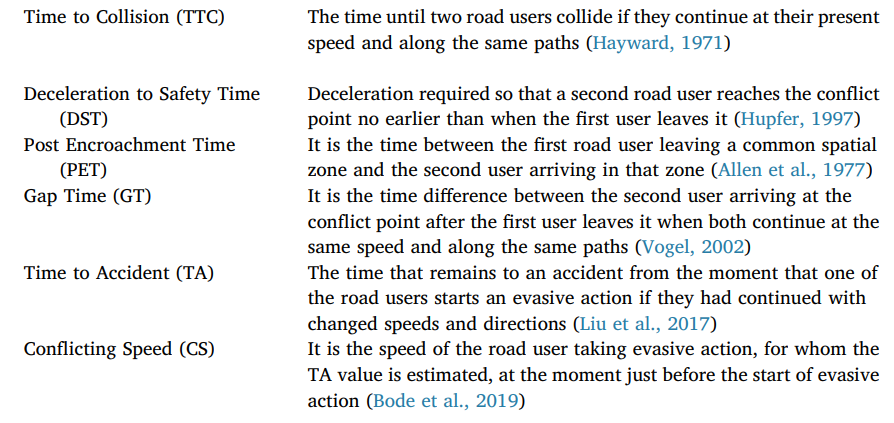 Time to Collision (TTC) The time until two road users collide if they continue at their present
speed and along the same paths (Hayward, 1971)
Deceleration to Safety Time Deceleration required so that a second road user reaches the conflict
(DST) point no earlier than when the first user leaves it (Hupfer, 1997)
Post Encroachment Time It is the time between the first road user leaving a common spatial
(PET) zone and the second user arriving in that zone (Allen et al., 1977)
Gap Time (GT) It is the time difference between the second user arriving at the
conflict point after the first user leaves it when both continue at the
same speed and along the same paths (Vogel, 2002)
Time to Accident (TA) The time that remains to an accident from the moment that one of
the road users starts an evasive action if they had continued with
changed speeds and directions (Liu et al., 2017)
Conflicting Speed (CS) It is the speed of the road user taking evasive action, for whom the
TA value is estimated, at the moment just before the start of evasive
action (Bode et al., 2019)